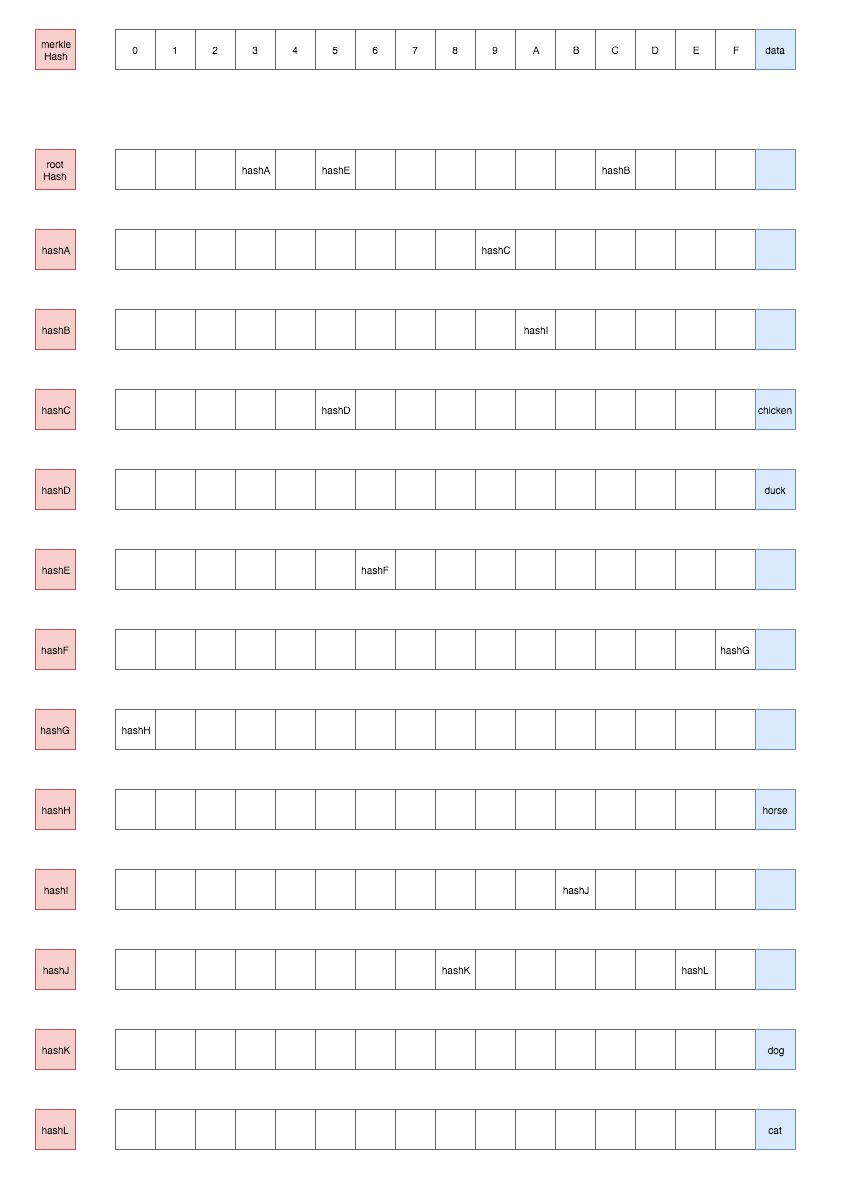 merkle
Hash
0 1 2 3 4 5 6 7 8 9 A B C D E F data
root
Hash
hashA hashE hashB
hashA hashC
hashB hashI
hashC hashD chicken
hashD duck
hashE hashF
hashF hashG
hashG hashH
hashH horse
hashI hashJ
hashJ hashK hashL
hashK dog
hashL cat